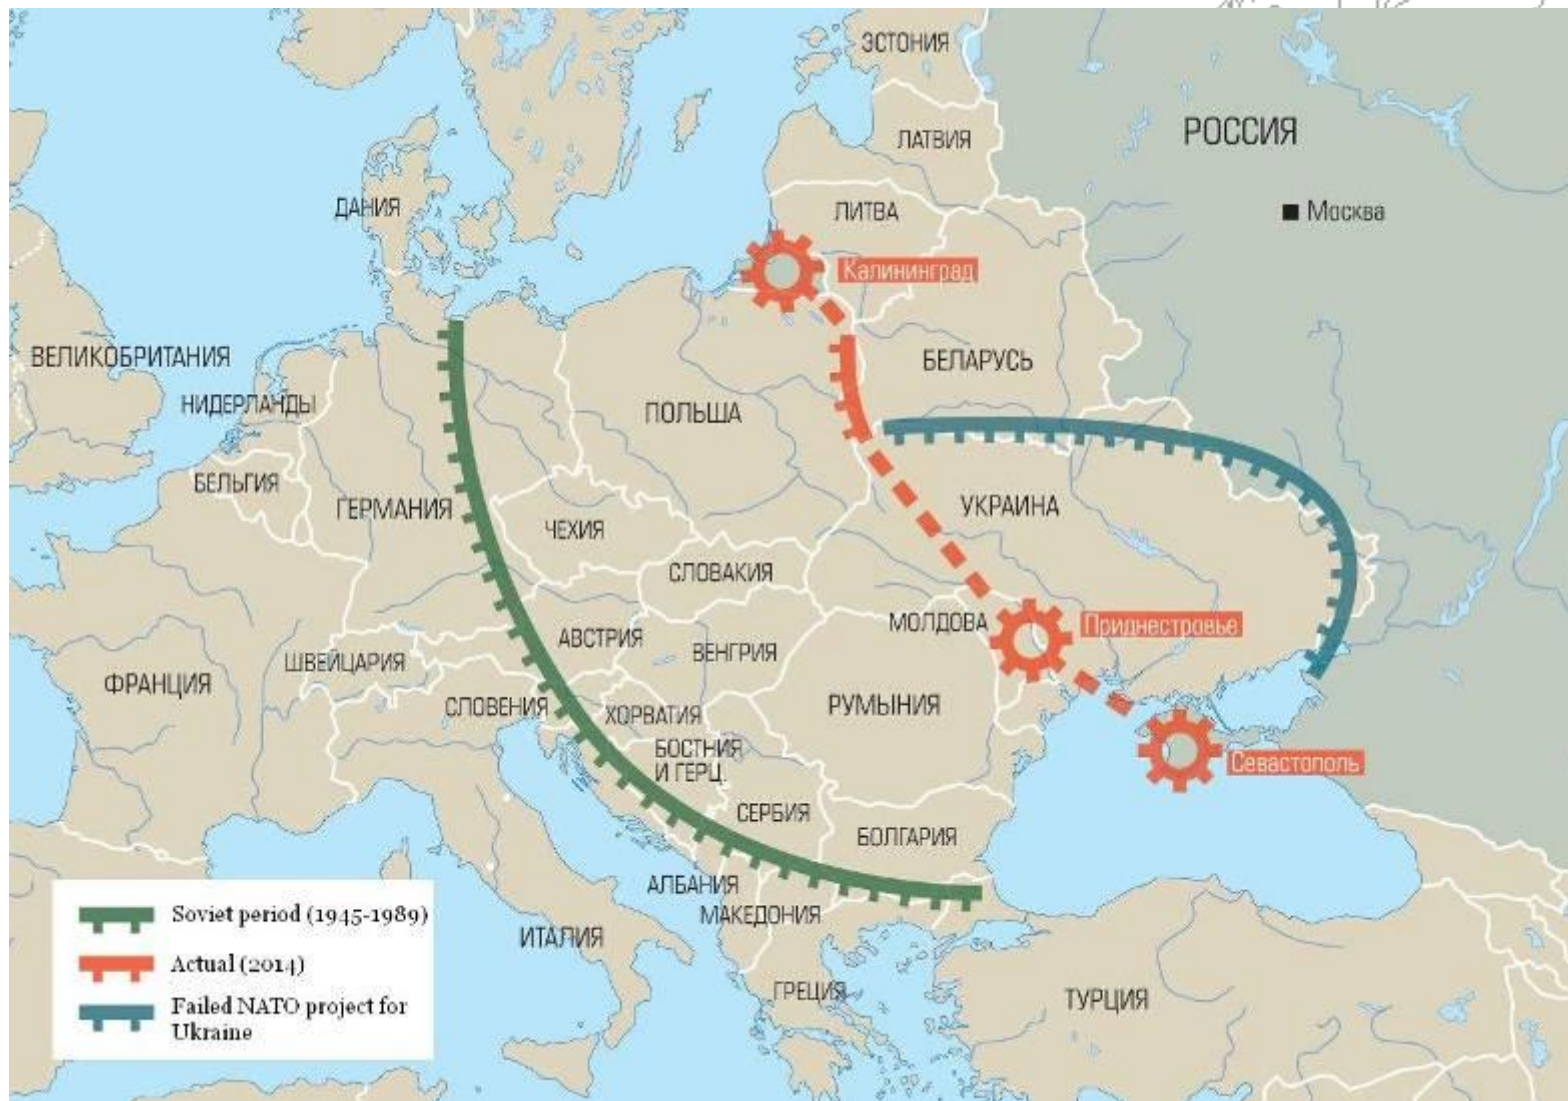 ЭСТОНИЯ
ЛАТВИЯ
РОССИЯ
Москва
ДАНИЯ
ЛИТВА
Калининград
ВЕЛИКОБРИТАНИЯ
БЕЛАРУСЬ
НИДЕРЛАНДЫ
ПОЛЬША
БЕЛЬГИЯ
ГЕРМАНИЯ
УКРАИНА
ЧЕХИЯ
СЛОВАКИЯ
МОЛДОВА
Приднестровье
АВСТРИЯ
ВЕНГРИЯ
ШВЕЙЦАРИЯ
ФРАНЦИЯ
СЛОВЕНИЯ
ХОРВАТИЯ
РУМЫНИЯ
БОСТНИЯ
И ГЕРЦ.
Севастополь
СЕРБИЯ
БОЛГАРИЯ
АЛБАНИЯ
МАКЕДОНИЯ
ИТАЛИЯ
ГРЕЦИЯ
ТУРЦИЯ
Soviet period (1945-1989)
Actual (2014)
Failed NATO project for
Ukraine